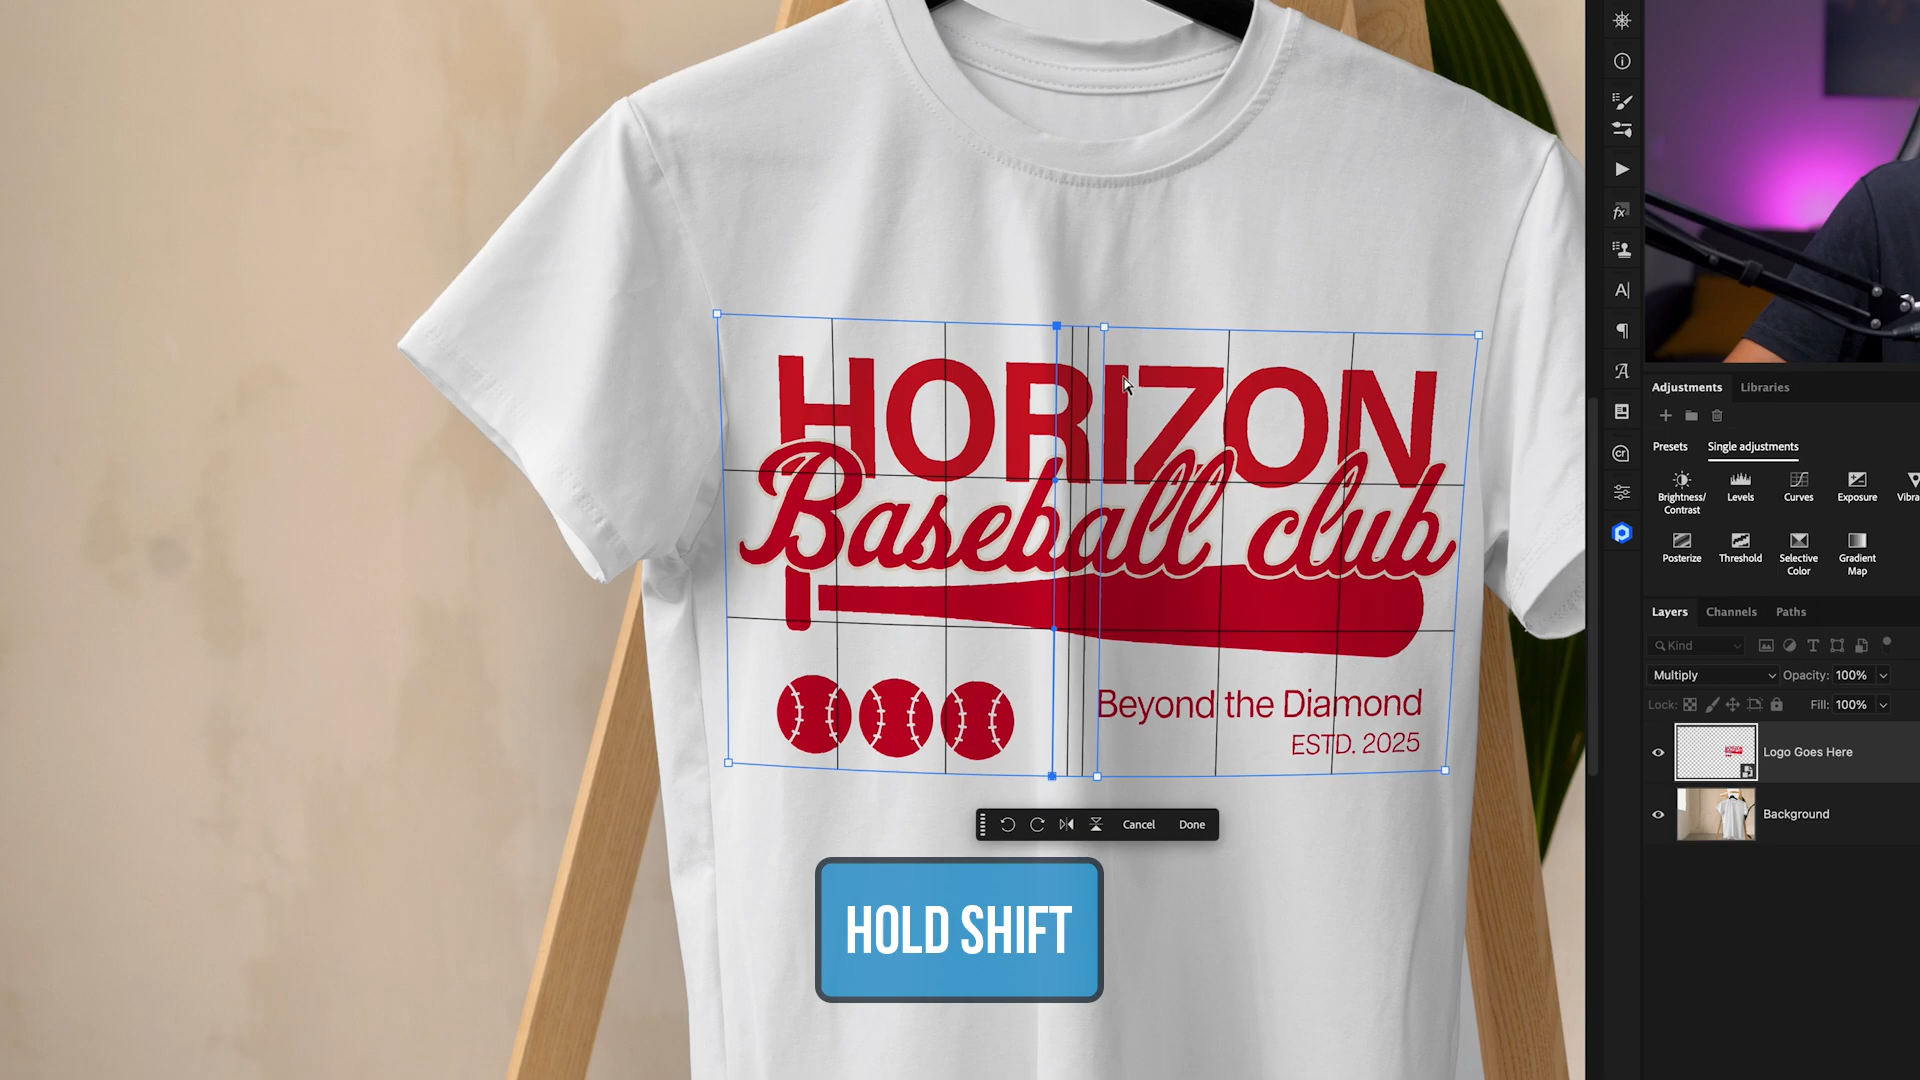 HORIZON
Baseball club
Beyond the Diamond
ESTD. 2025
Cancel Done
HOLD SHIFT
Adjustments Libraries
Presets Single adjustments
Brightness/
Contrast
Levels
Curves
Exposure
Vibra
Posterize
Threshold
Selective
Color
Gradient
Map
Layers Channels Paths
Kind
Multiply Opacity: 100%
Lock: Fill: 100%
Logo Goes Here
Background